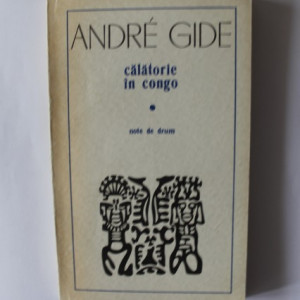 ANDRÉ GIDE
călătorie
în congo
note de drum